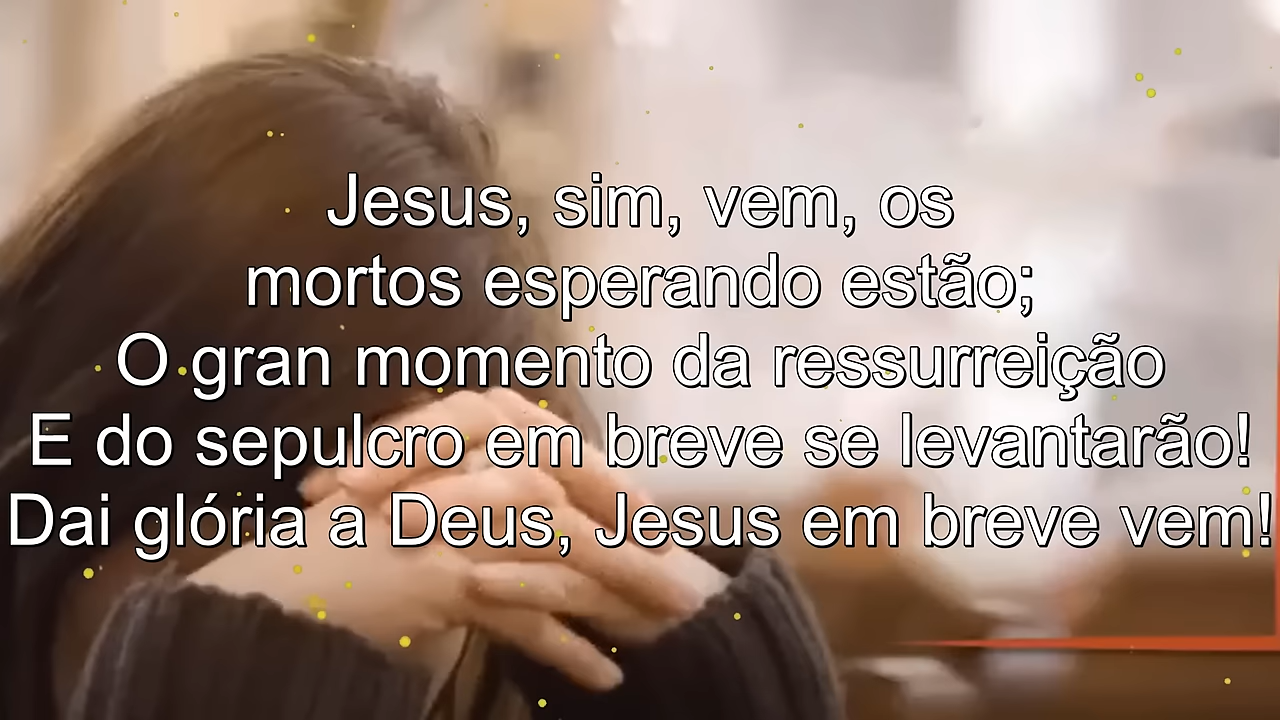 Jesus, sim, vem, os
mortos esperando estão;
O gran momento da ressurreição
E do sepulcro em breve se levantarão!
Dai glória a Deus, Jesus em breve vem!